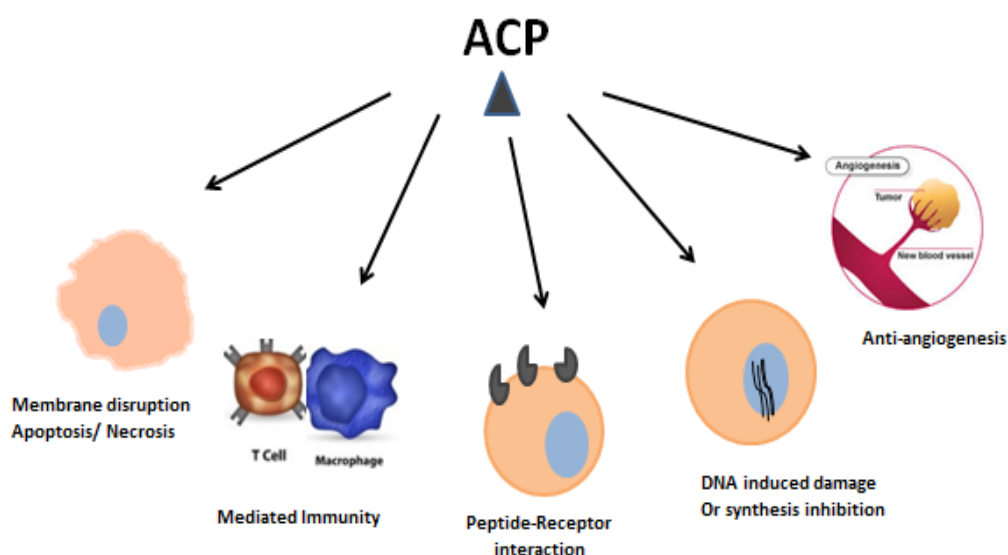 ACP
Angiogenesis
Tumor
New blood vessel
Anti-angiogenesis
Membrane disruption
Apoptosis/ Necrosis
T Cell
Macrophage
Mediated Immunity
Peptide-Receptor
interaction
DNA induced damage
Or synthesis inhibition